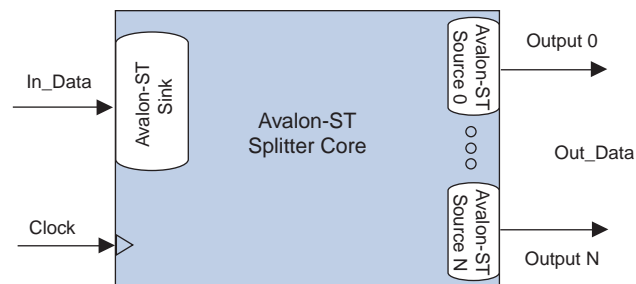 In_Data
Clock
Avalon-ST
Sink
Avalon-ST
Splitter Core
Avalon-ST
Source 0
Avalon-ST
Source N
Output 0
Out_Data
Output N